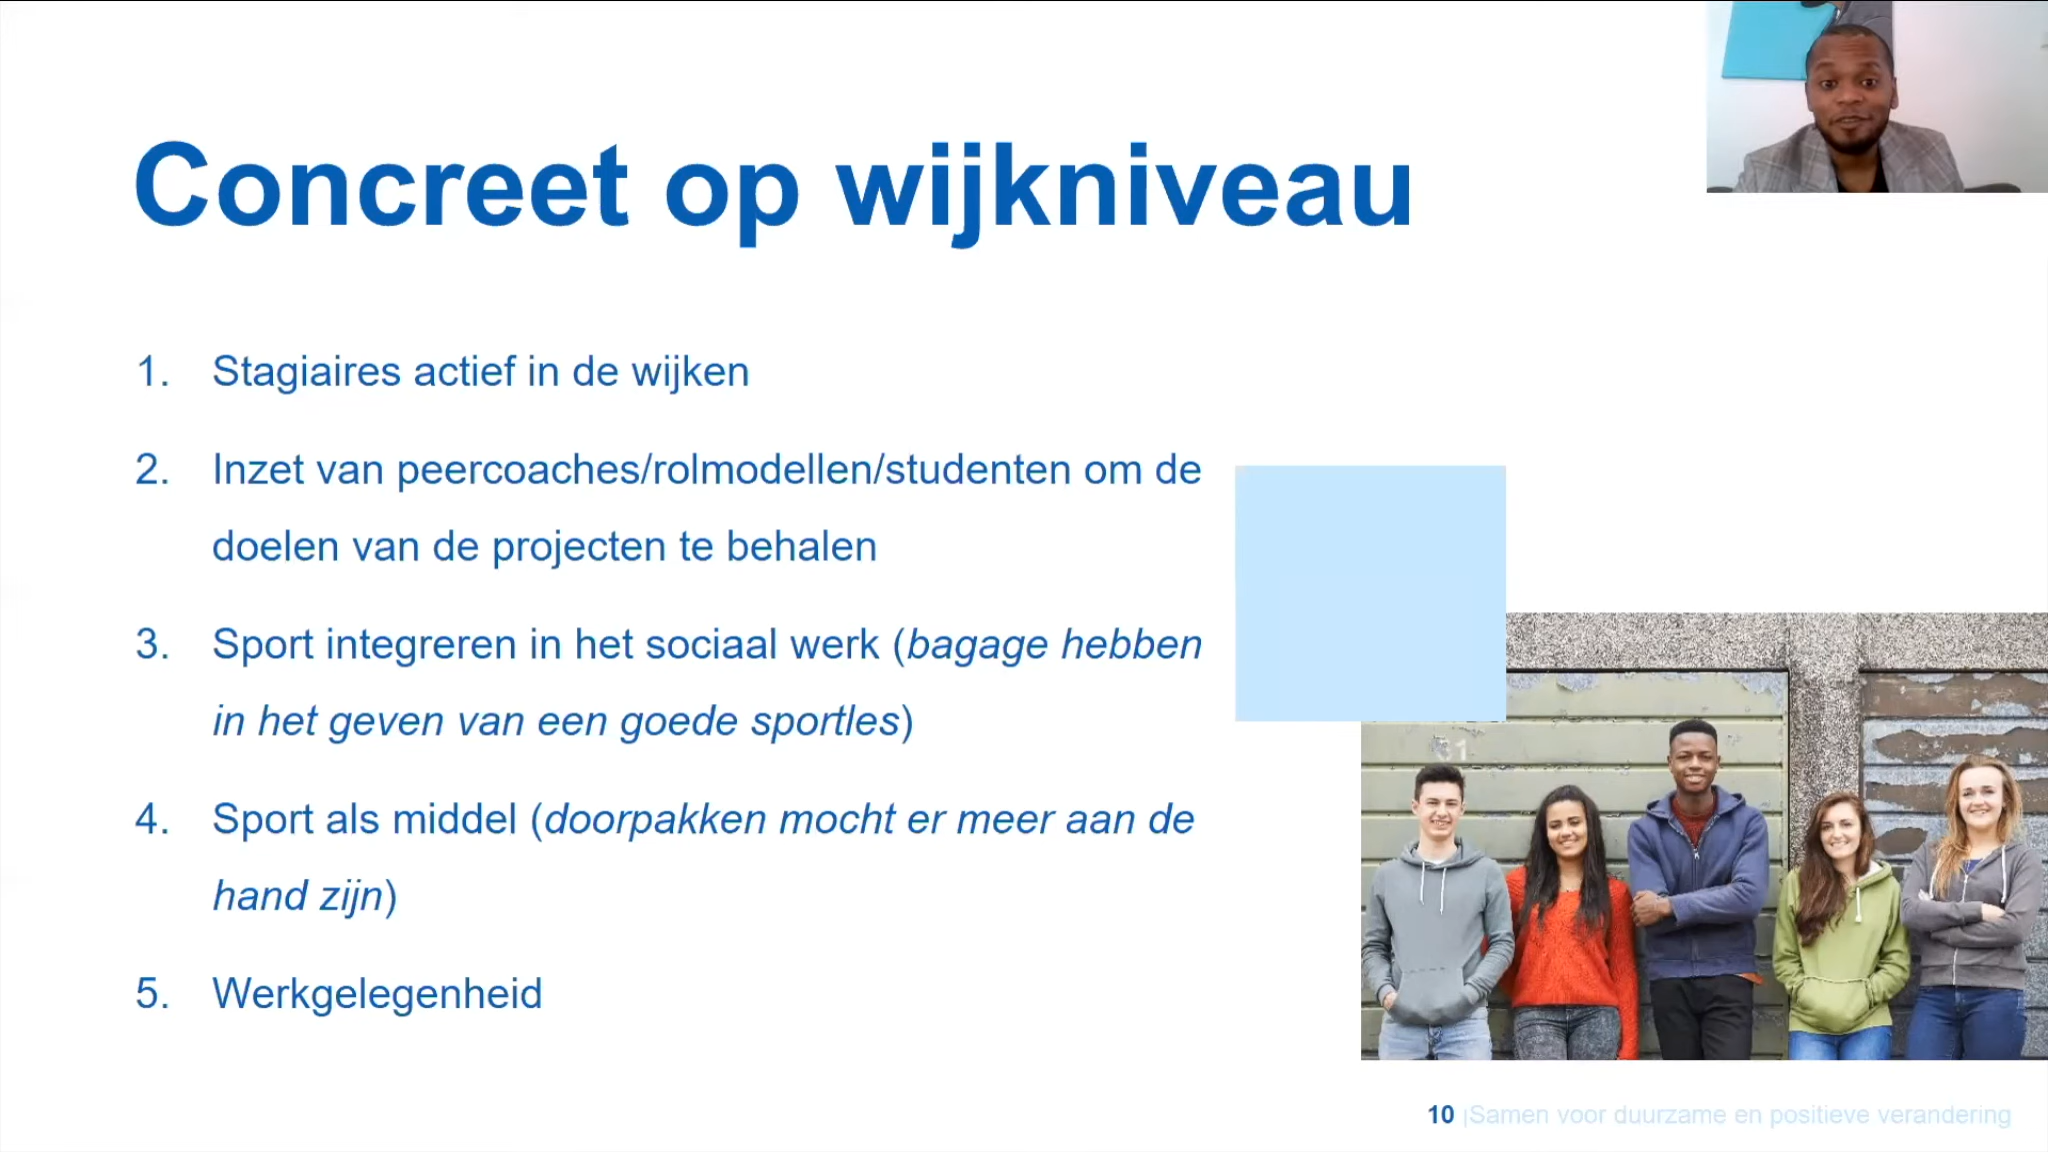 Concreet op wijkniveau
1. Stagiaires actief in de wijken
2. Inzet van peercoaches/rolmodellen/studenten om de
doelen van de projecten te behalen
3. Sport integreren in het sociaal werk (bagage hebben
in het geven van een goede sportles)
4. Sport als middel (doorpakken mocht er meer aan de
hand zijn)
5. Werkgelegenheid
31
10 |Samen voor duurzame en positieve verandering